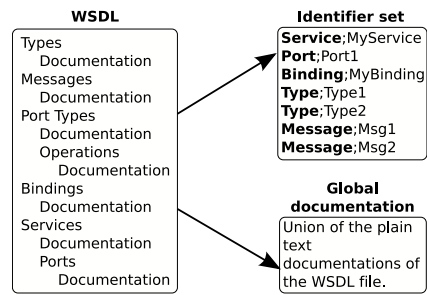 WSDL
Types
Documentation
Messages
Documentation
Port Types
Documentation
Operations
Documentation
Bindings
Documentation
Services
Documentation
Ports
Documentation
Identifier set
Service;MyService
Port;Port1
Binding;MyBinding
Type;Type1
Type;Type2
Message;Msg1
Message;Msg2
Global
documentation
Union of the plain
text
documentations of
the WSDL file.